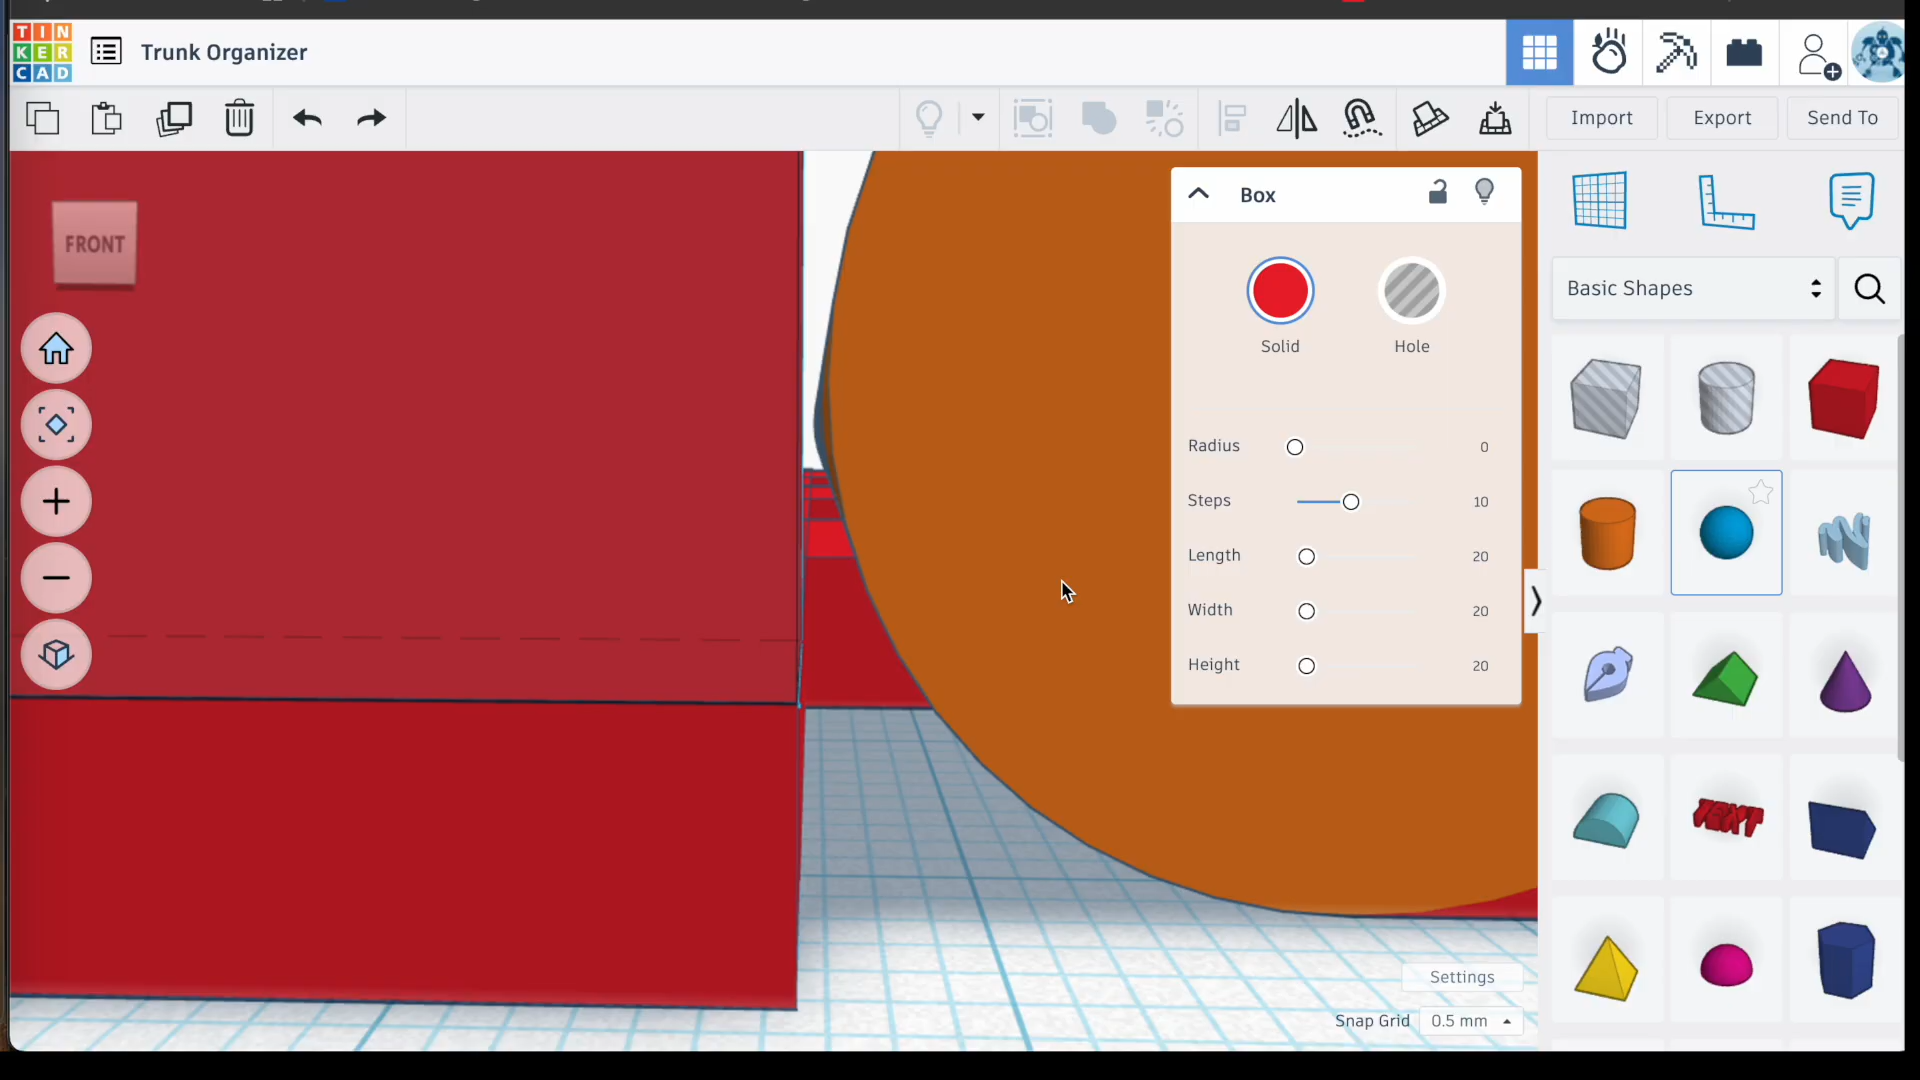 TIN
KER
CAD
Trunk Organizer
Import
Export
Send To
FRONT
Box
Solid
Hole
Radius 0
Steps 10
Length 20
Width 20
Height 20
Basic Shapes
TEXT
Settings
Snap Grid 0.5 mm